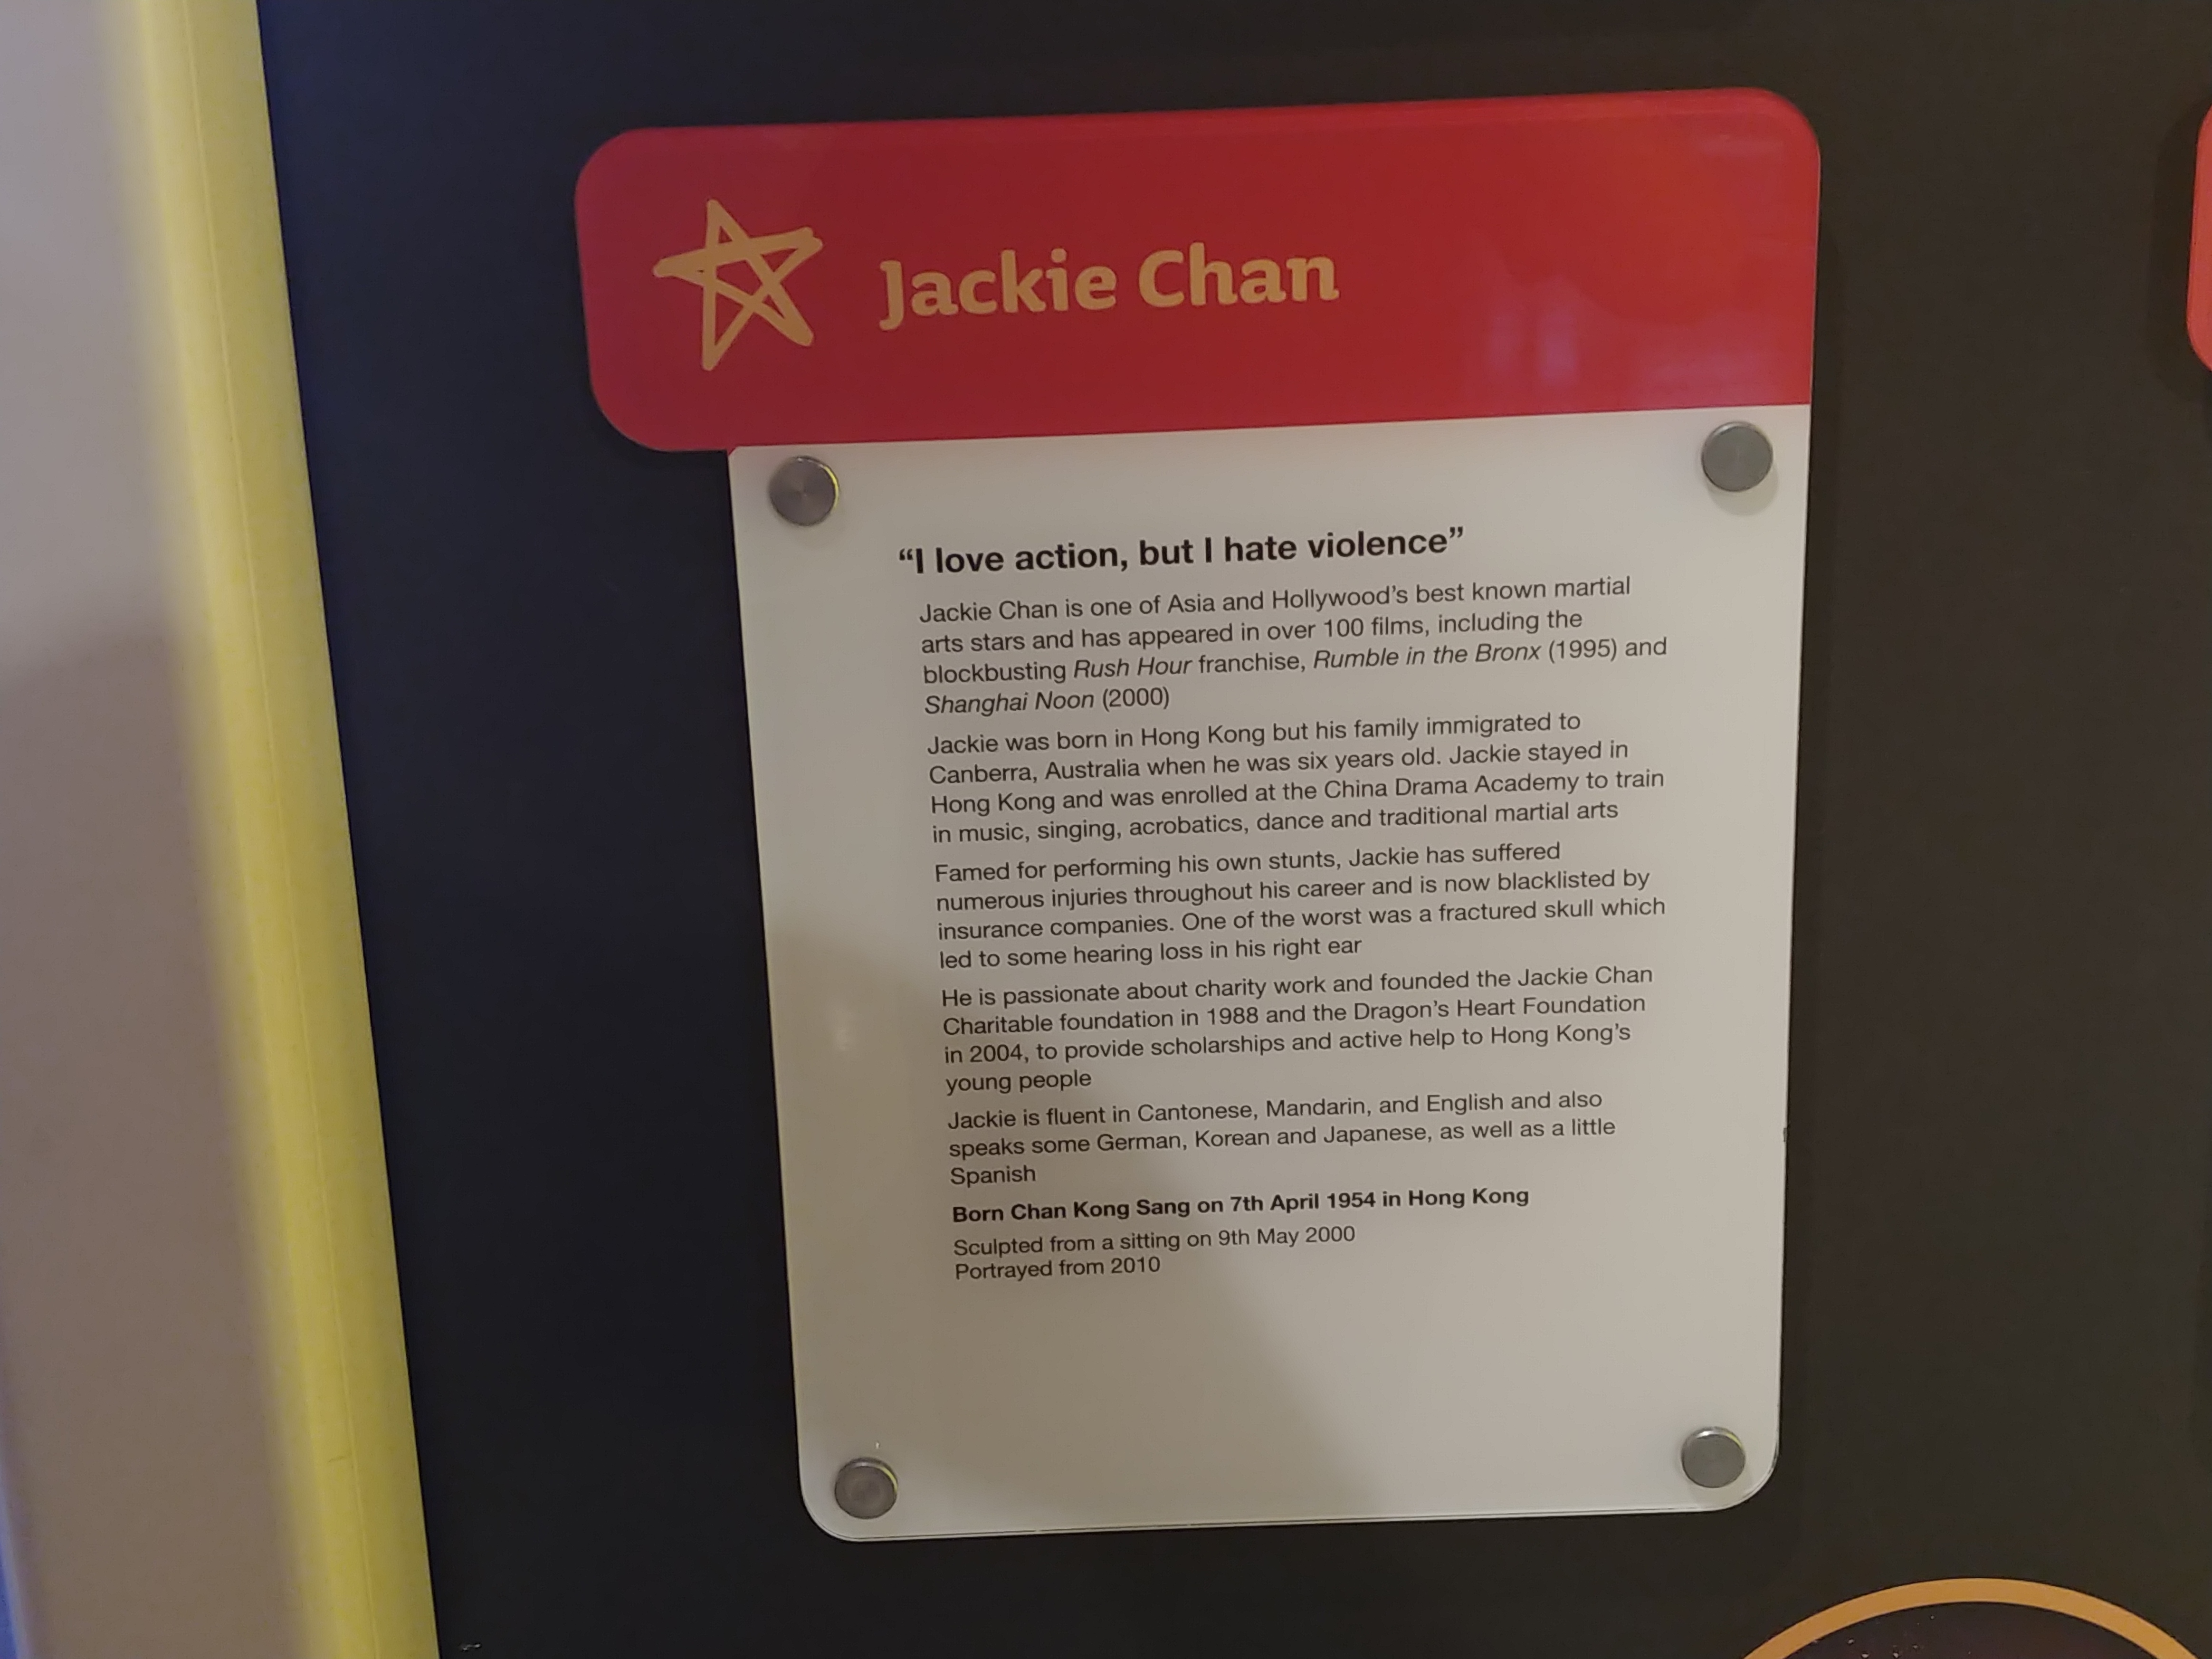 Jackie Chan
“I love action, but I hate violence”
Jackie Chan is one of Asia and Hollywood’s best known martial
arts stars and has appeared in over 100 films, including the
blockbusting Rush Hour franchise, Rumble in the Bronx (1995) and
Shanghai Noon (2000)
Jackie was born in Hong Kong but his family immigrated to
Canberra, Australia when he was six years old. Jackie stayed in
Hong Kong and was enrolled at the China Drama Academy to train
in music, singing, acrobatics, dance and traditional martial arts
Famed for performing his own stunts, Jackie has suffered
numerous injuries throughout his career and is now blacklisted by
insurance companies. One of the worst was a fractured skull which
led to some hearing loss in his right ear
He is passionate about charity work and founded the Jackie Chan
Charitable foundation in 1988 and the Dragon’s Heart Foundation
in 2004, to provide scholarships and active help to Hong Kong’s
young people
Jackie is fluent in Cantonese, Mandarin, and English and also
speaks some German, Korean and Japanese, as well as a little
Spanish
Born Chan Kong Sang on 7th April 1954 in Hong Kong
Sculpted from a sitting on 9th May 2000
Portrayed from 2010